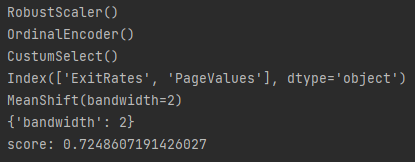 RobustScaler()
OrdinalEncoder()
CustumSelect()
Index(['ExitRates', 'PageValues'], dtype='object')
MeanShift(bandwidth=2)
{'bandwidth': 2}
score: 0.7248607191426027